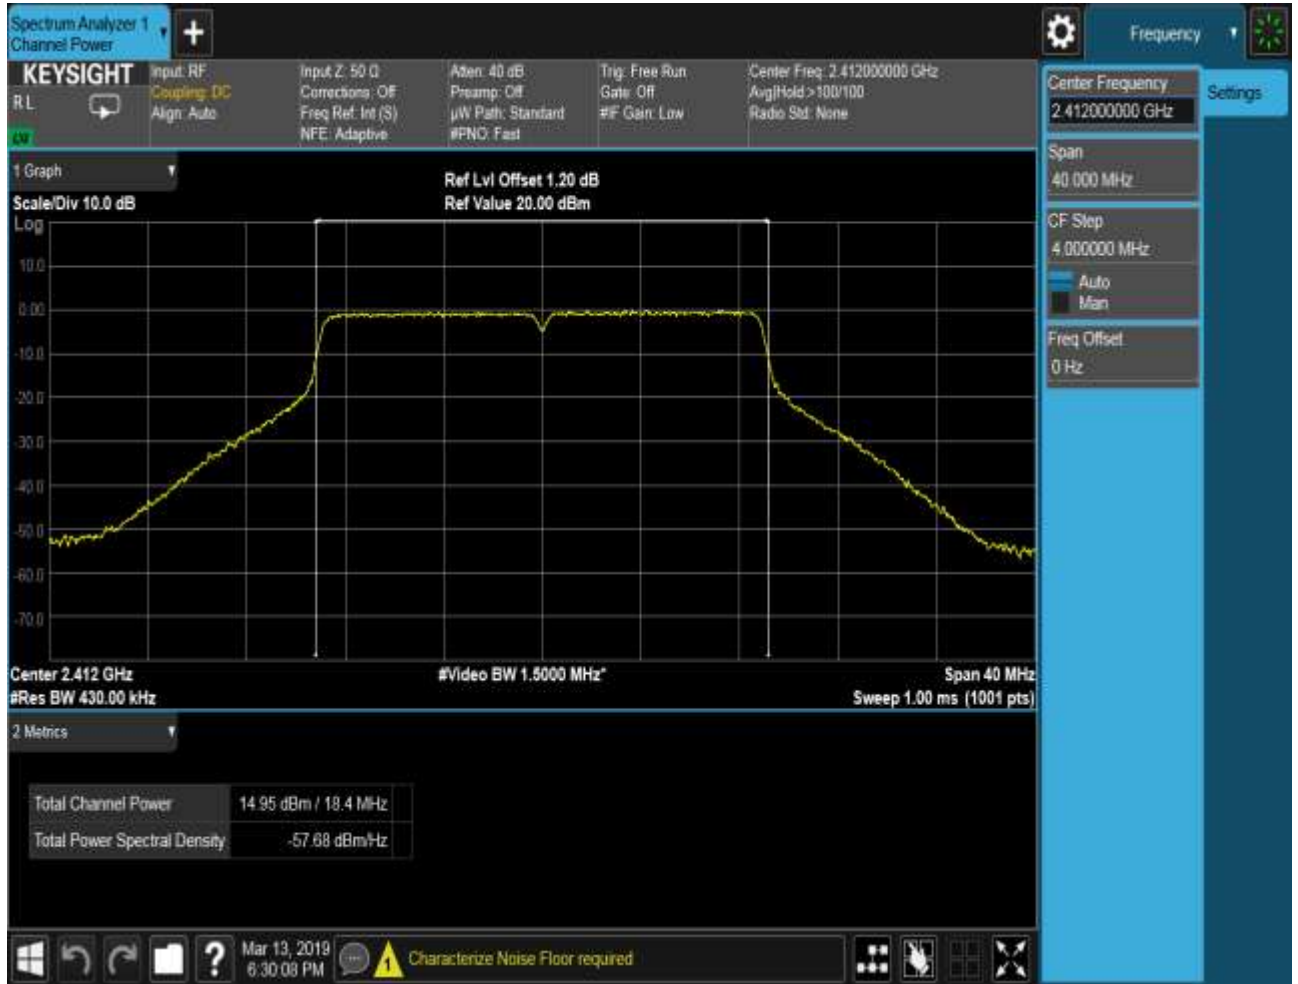 Spectrum Analyzer 1
Channel Power
Frequency
KEYSIGHT
RL
Input: RF
Coupling: DC
Align: Auto
Input Z: 50 Ω
Corrections: Off
Freq Ref: Int (S)
NFE: Adaptive
Atten: 40 dB
Preamp: Off
µW Path: Standard
#PNO: Fast
Trig: Free Run
Gate: Off
#IF Gain: Low
Center Freq: 2.412000000 GHz
Avg|Hold:>100/100
Radio Std: None
Center Frequency
2.412000000 GHz
Settings
Span
40.000 MHz
CF Step
4.000000 MHz
Auto
Man
Freq Offset
0 Hz
1 Graph
Scale/Div 10.0 dB
Ref Lvl Offset 1.20 dB
Ref Value 20.00 dBm
Log
10.0
0.00
-10.0
-20.0
-30.0
-40.0
-50.0
-60.0
-70.0
Center 2.412 GHz
#Video BW 1.5000 MHz*
Span 40 MHz
#Res BW 430.00 kHz
Sweep 1.00 ms (1001 pts)
2 Metrics
Total Channel Power 14.95 dBm / 18.4 MHz
Total Power Spectral Density -57.68 dBm/Hz
Mar 13, 2019
6:30:08 PM
1
Characterize Noise Floor required